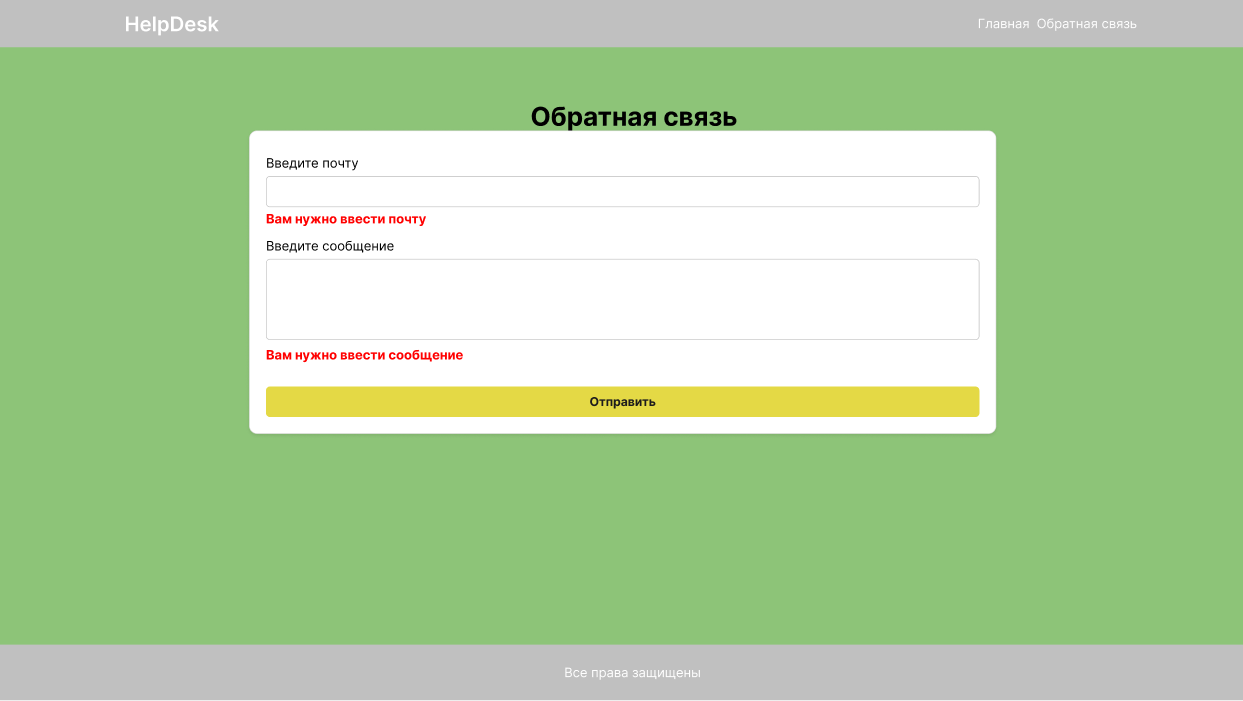 HelpDesk
Главная Обратная связь
Обратная связь
Введите почту
Вам нужно ввести почту
Введите сообщение
Вам нужно ввести сообщение
Отправить
Все права защищены